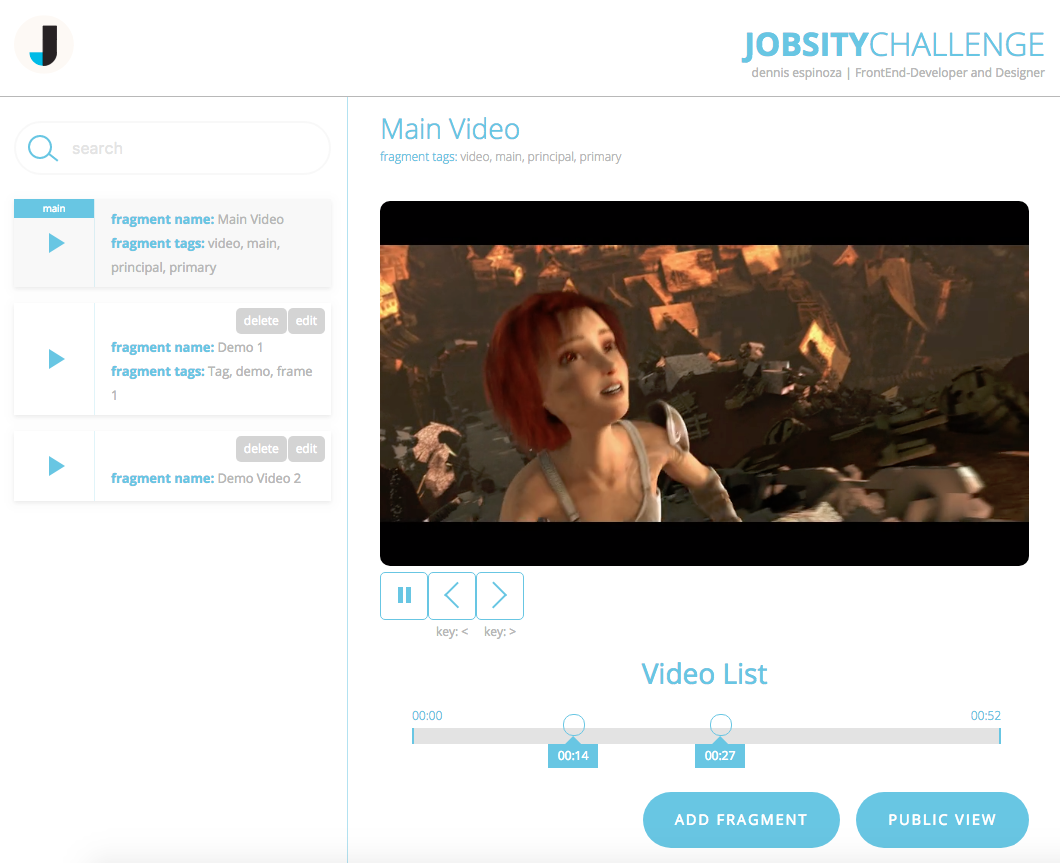 J
JOBSITYCHALLENGE
dennis espinoza | FrontEnd-Developer and Designer
search
main
fragment name: Main Video
fragment tags: video, main,
principal, primary
delete edit
fragment name: Demo 1
fragment tags: Tag, demo, frame
1
delete edit
fragment name: Demo Video 2
Main Video
fragment tags: video, main, principal, primary
key: < key: >
Video List
00:00 00:52
00:14 00:27
ADD FRAGMENT PUBLIC VIEW